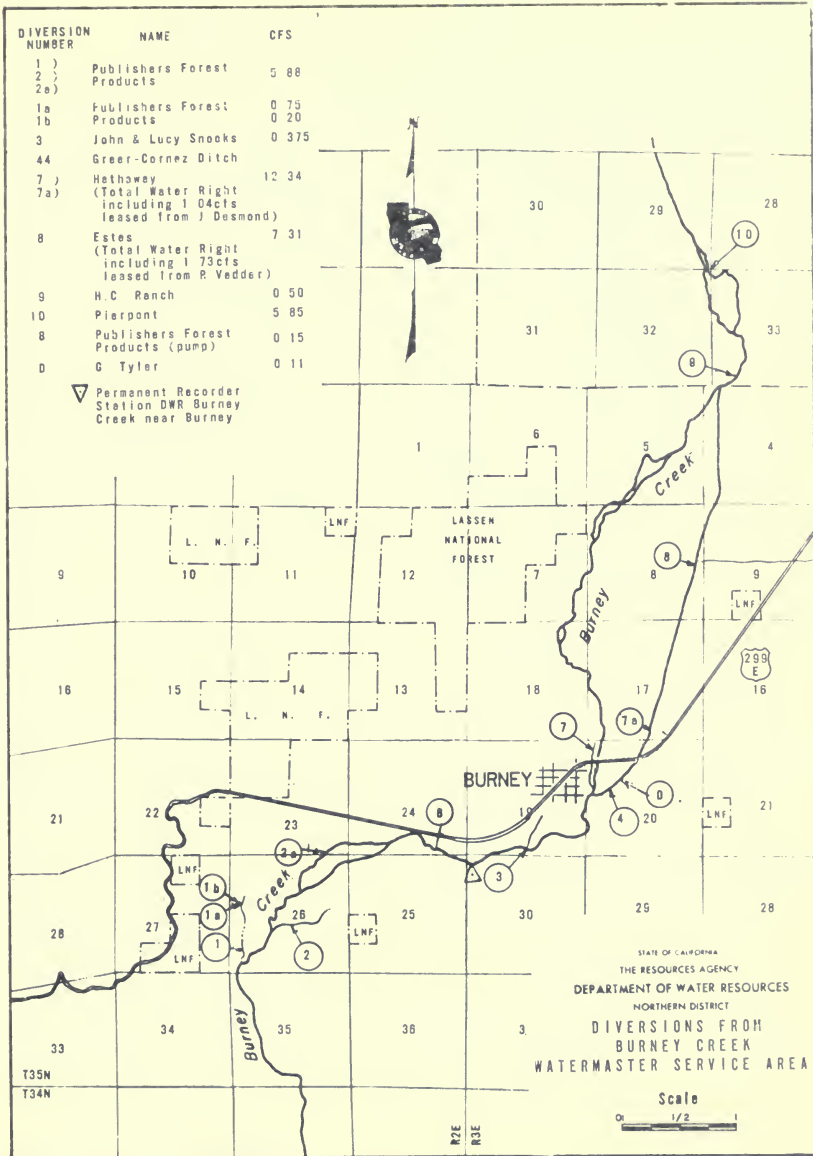 DIVERSION NUMBER NAME CFS
1 )
2 ) Publishers Forest 5 88
2a) Products
1a Publishers Forest 0 75
1b Products 0 20
3 John & Lucy Snooks 0 375
44 Greer-Cornez Ditch
7 ) Hathaway 12 34
7a) (Total Water Right
including 1 04cfs
leased from J Desmond)
8 Estes 7 31
(Total Water Right
including 1 73cfs
leased from P. Vedder)
9 H.C Ranch 0 50
10 Pierpont 5 85
8 Publishers Forest 0 15
Products (pump)
D G Tyler 0 11
Permanent Recorder
Station DWR Burney
Creek near Burney
N
30 29 28
10
31 32 33
9
1 6 5 4
Creek
L. N. F. LNF LASSEN
NATIONAL
FOREST
9 10 11 12 7 8 9
8
LNF
Burney
299
E
16 15 14 13 18 17 16
L. N. F.
7 7a
BURNEY
21 22 23 24 19 20 21
8 4 D LNF
2a 3
LNF
1b Creek
1a
28 27 26 25 30 29 28
LNF LNF
1 2
33 34 35 36 3
Burney
T35N
T34N
R2E R3E
STATE OF CALIFORNIA
THE RESOURCES AGENCY
DEPARTMENT OF WATER RESOURCES
NORTHERN DISTRICT
DIVERSIONS FROM
BURNEY CREEK
WATERMASTER SERVICE AREA
Scale
0 1/2 1